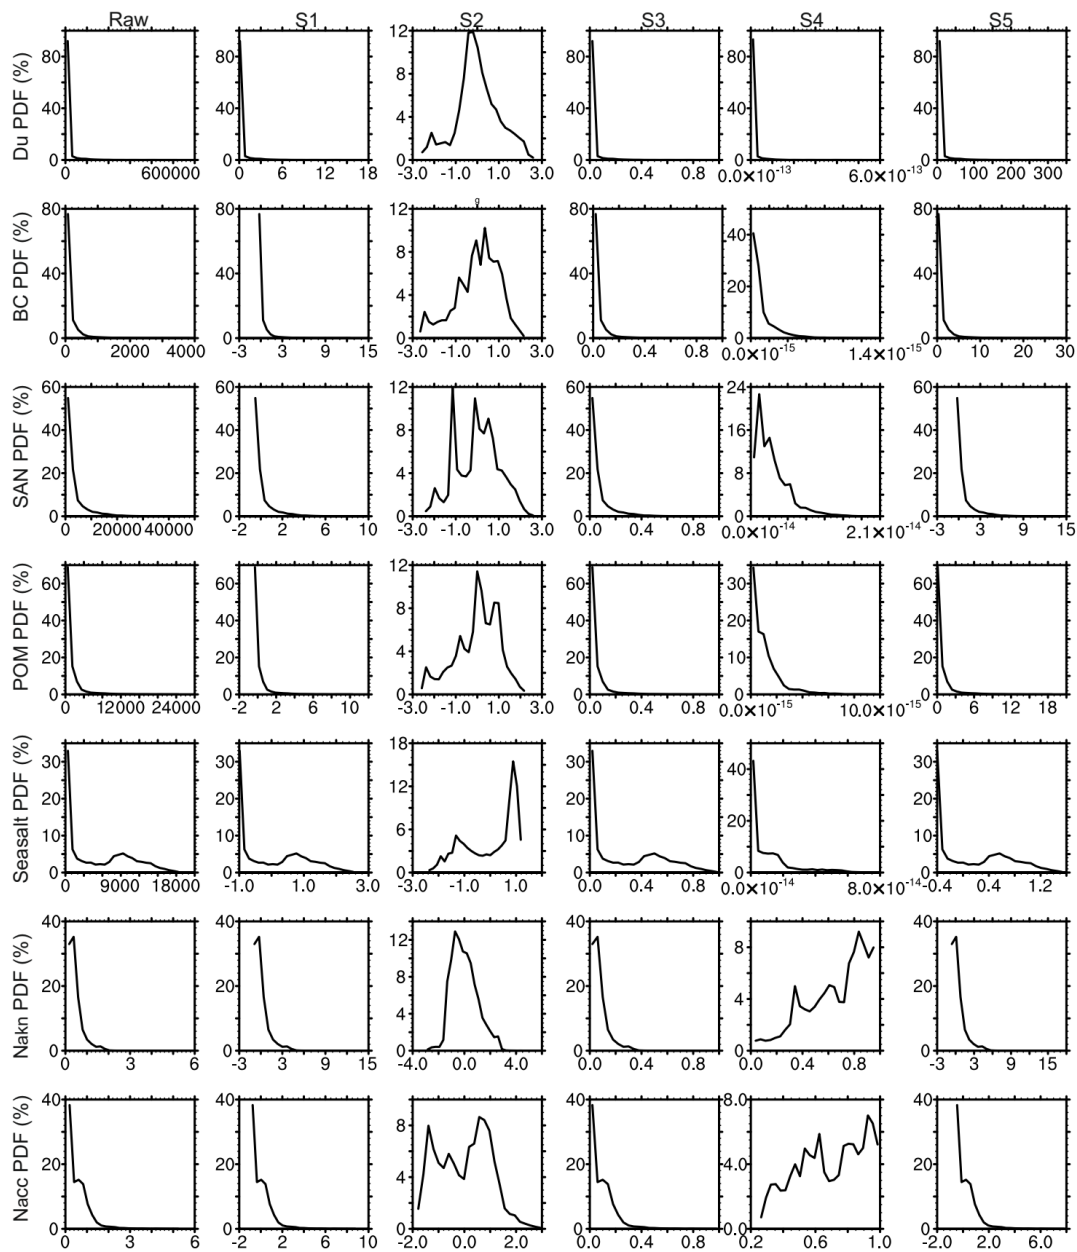 Raw S1 S2 S3 S4 S5
Du PDF (%)
80 80 12 80 80 80
40 40 8 40 40 40
4
0 0 0 0 0 0
0 600000 0 6 12 18 -3.0 -1.0 1.0 3.0 0.0 0.4 0.8 0.0×10⁻¹³ 6.0×10⁻¹³ 0 100 200 300
g
BC PDF (%)
80 80 12 80 40 80
40 40 8 40 20 40
4
0 0 0 0 0 0
0 2000 4000 -3 3 9 15 -3.0 -1.0 1.0 3.0 0.0 0.4 0.8 0.0×10⁻¹⁵ 1.4×10⁻¹⁵ 0 10 20 30
SAN PDF (%)
60 60 12 60 24 60
40 40 8 40 16 40
20 20 4 20 8 20
0 0 0 0 0 0
0 20000 40000 -2 2 6 10 -3.0 -1.0 1.0 3.0 0.0 0.4 0.8 0.0×10⁻¹⁴ 2.1×10⁻¹⁴ -3 3 9 15
POM PDF (%)
60 60 12 60 30 60
40 40 8 40 40
20 20 4 20 15 20
0 0 0 0 0 0
0 12000 24000 -2 2 6 10 -3.0 -1.0 1.0 3.0 0.0 0.4 0.8 0.0×10⁻¹⁵ 10.0×10⁻¹⁵ 0 6 12 18
Seasalt PDF (%)
30 30 18 30 40 30
20 20 12 20 20 20
10 10 6 10 10
0 0 0 0 0 0
0 9000 18000 -1.0 1.0 3.0 -3.0 -1.0 1.0 0.0 0.4 0.8 0.0×10⁻¹⁴ 8.0×10⁻¹⁴ -0.4 0.4 1.2
Nakn PDF (%)
40 40 12 40 8 40
20 20 8 20 4 20
4
0 0 0 0 0 0
0 3 6 -3 3 9 15 -4.0 0.0 4.0 0.0 0.4 0.8 0.0 0.4 0.8 -3 3 9 15
Nacc PDF (%)
40 40 8 40 8.0 40
20 20 4 20 4.0 20
0 0 0 0 0.0 0
0 3 6 -2 2 6 10 -2.0 0.0 2.0 0.0 0.4 0.8 0.2 0.6 1.0 -2.0 2.0 6.0